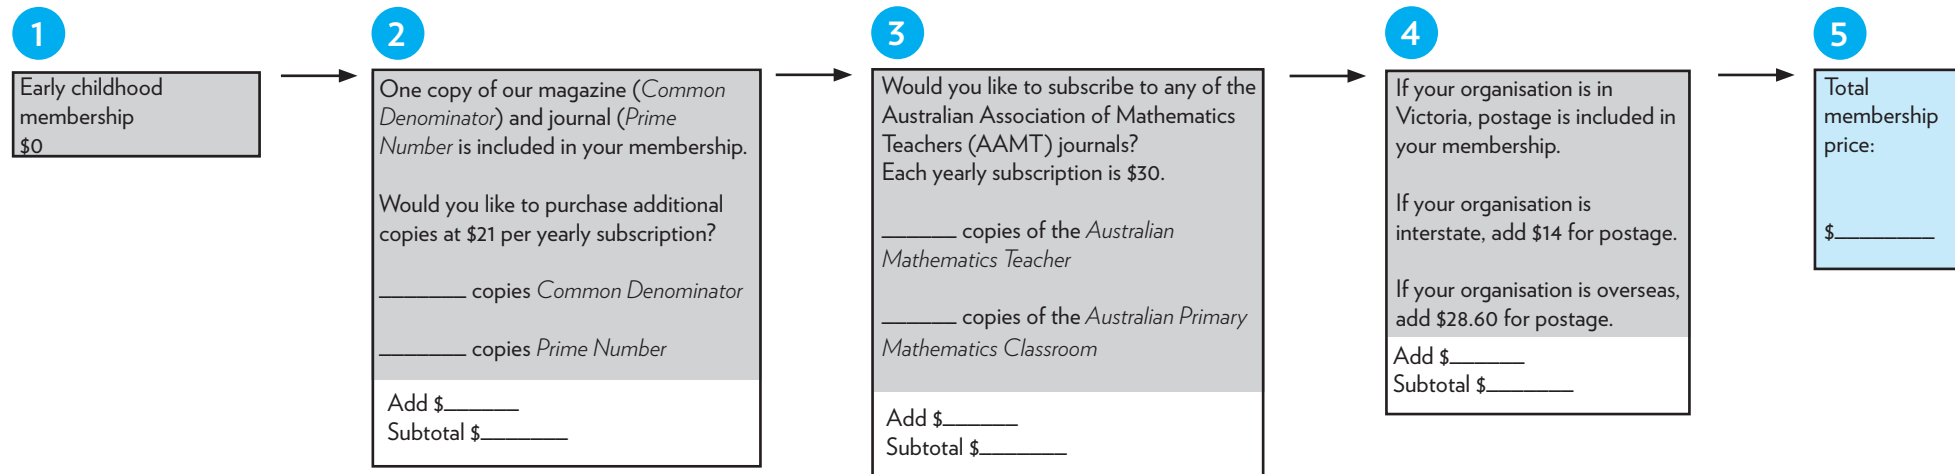 1
Early childhood
membership
$0
2
One copy of our magazine (Common
Denominator) and journal (Prime
Number is included in your membership.
Would you like to purchase additional
copies at $21 per yearly subscription?
_______ copies Common Denominator
_______ copies Prime Number
Add $______
Subtotal $_______
3
Would you like to subscribe to any of the
Australian Association of Mathematics
Teachers (AAMT) journals?
Each yearly subscription is $30.
______ copies of the Australian
Mathematics Teacher
______ copies of the Australian Primary
Mathematics Classroom
Add $______
Subtotal $_______
4
If your organisation is in
Victoria, postage is included in
your membership.
If your organisation is
interstate, add $14 for postage.
If your organisation is overseas,
add $28.60 for postage.
Add $______
Subtotal $_______
5
Total
membership
price:
$________